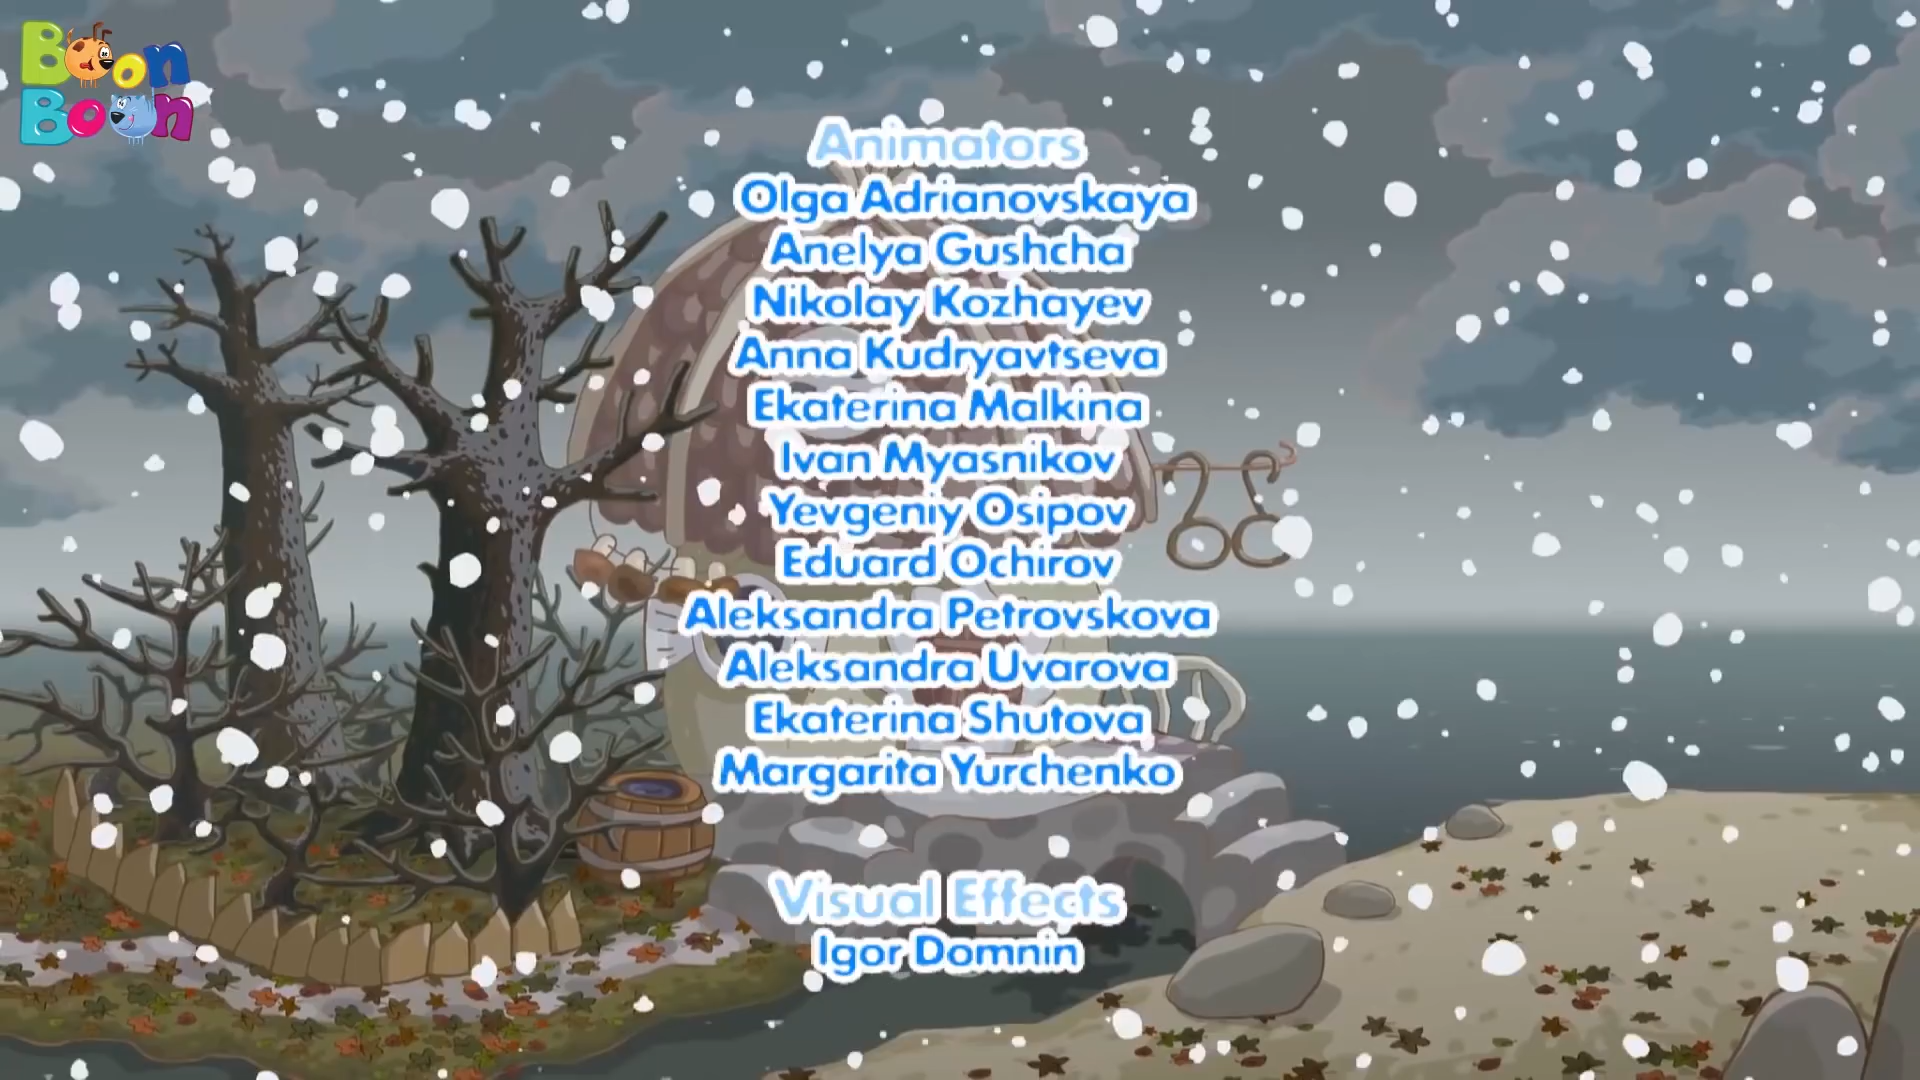 Boon
Boon
Animators
Olga Adrianovskaya
Anelya Gushcha
Nikolay Kozhayev
Anna Kudryavtseva
Ekaterina Malkina
Ivan Myasnikov
Yevgeniy Osipov
Eduard Ochirov
Aleksandra Petrovskova
Aleksandra Uvarova
Ekaterina Shutova
Margarita Yurchenko
Visual Effects
Igor Domnin